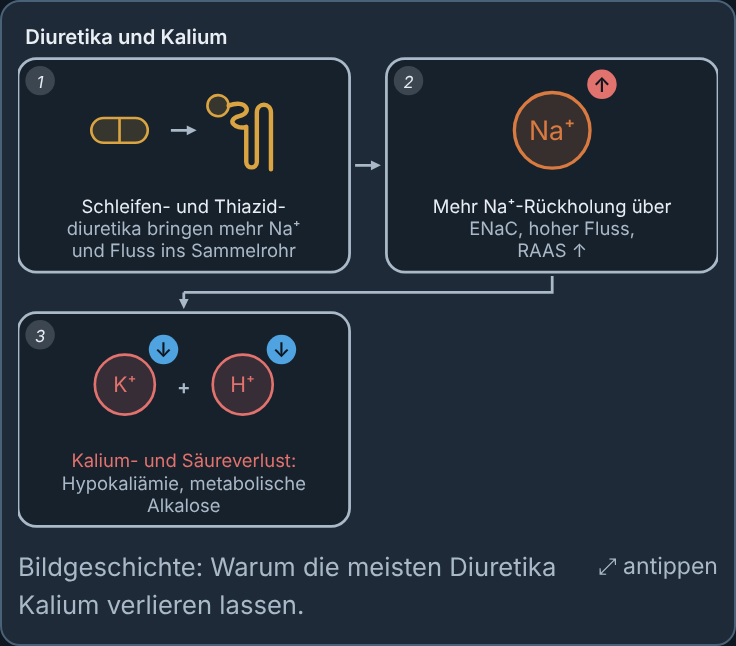 Diuretika und Kalium
1
Schleifen- und Thiazid-
diuretika bringen mehr Na⁺
und Fluss ins Sammelrohr
2
Na⁺
↑
Mehr Na⁺-Rückholung über
ENaC, hoher Fluss,
RAAS ↑
3
K⁺ ↓ + H⁺ ↓
Kalium- und Säureverlust:
Hypokaliämie, metabolische
Alkalose
Bildgeschichte: Warum die meisten Diuretika
Kalium verlieren lassen.
⤢ antippen